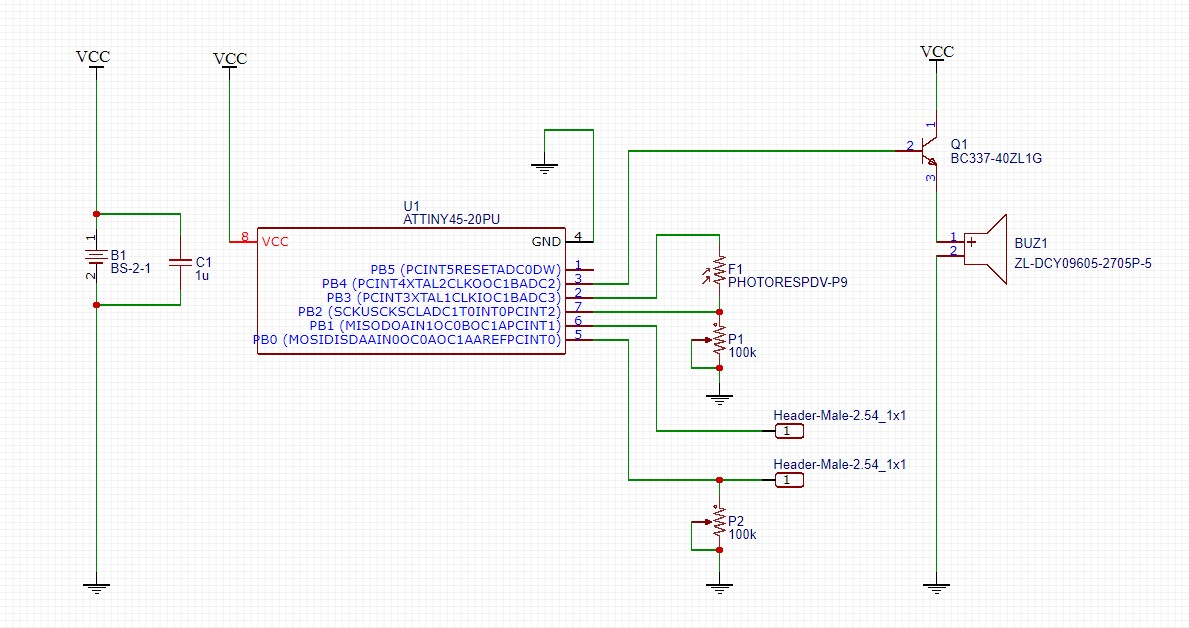 VCC
VCC
VCC
1
2
Q1
BC337-40ZL1G
3
U1
ATTINY45-20PU
8
VCC
GND
4
PB5 (PCINT5RESETADC0DW)
1
PB4 (PCINT4XTAL2CLKOOC1BADC2)
3
PB3 (PCINT3XTAL1CLKIOC1BADC3)
2
PB2 (SCKUSCKSCLADC1T0INT0PCINT2)
7
PB1 (MISODOAIN1OC0BOC1APCINT1)
6
PB0 (MOSIDISDAAIN0OC0AOC1AAREFPCINT0)
5
1
B1
BS-2-1
2
C1
1u
F1
PHOTORESPDV-P9
1
+
2
BUZ1
ZL-DCY09605-2705P-5
P1
100k
Header-Male-2.54_1x1
1
Header-Male-2.54_1x1
1
P2
100k